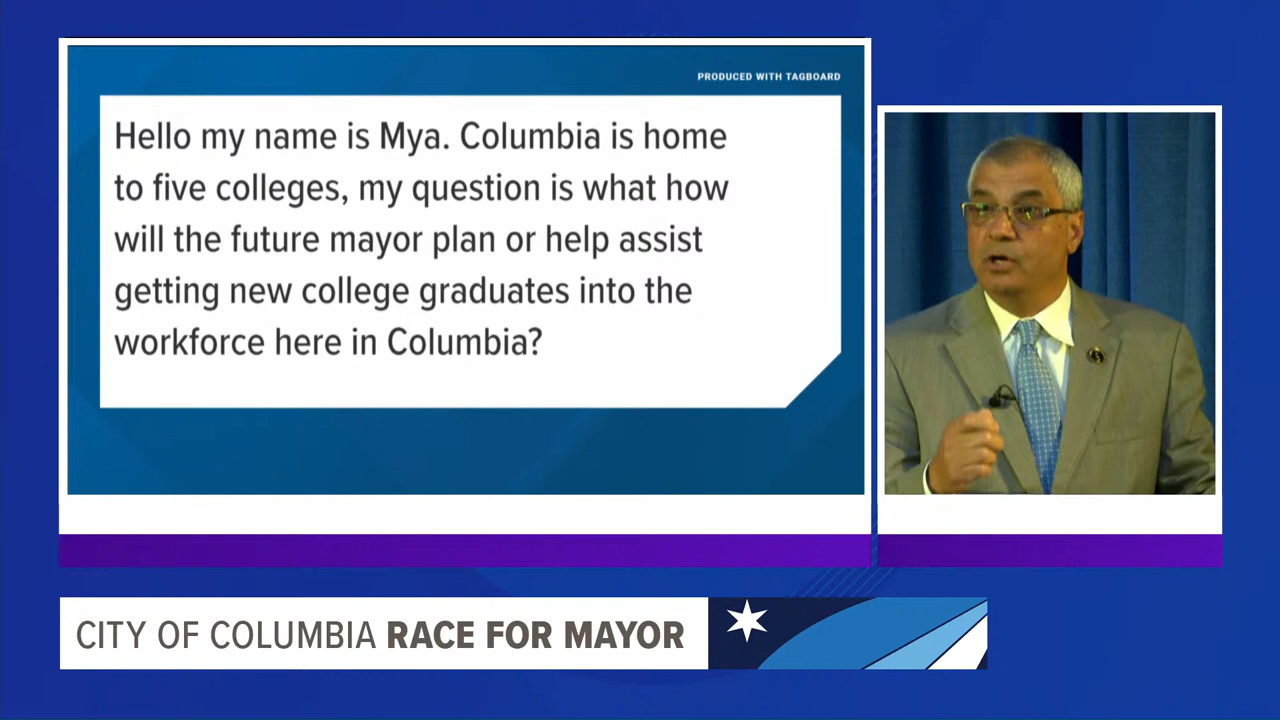 PRODUCED WITH TAGBOARD
Hello my name is Mya. Columbia is home
to five colleges, my question is what how
will the future mayor plan or help assist
getting new college graduates into the
workforce here in Columbia?
CITY OF COLUMBIA RACE FOR MAYOR